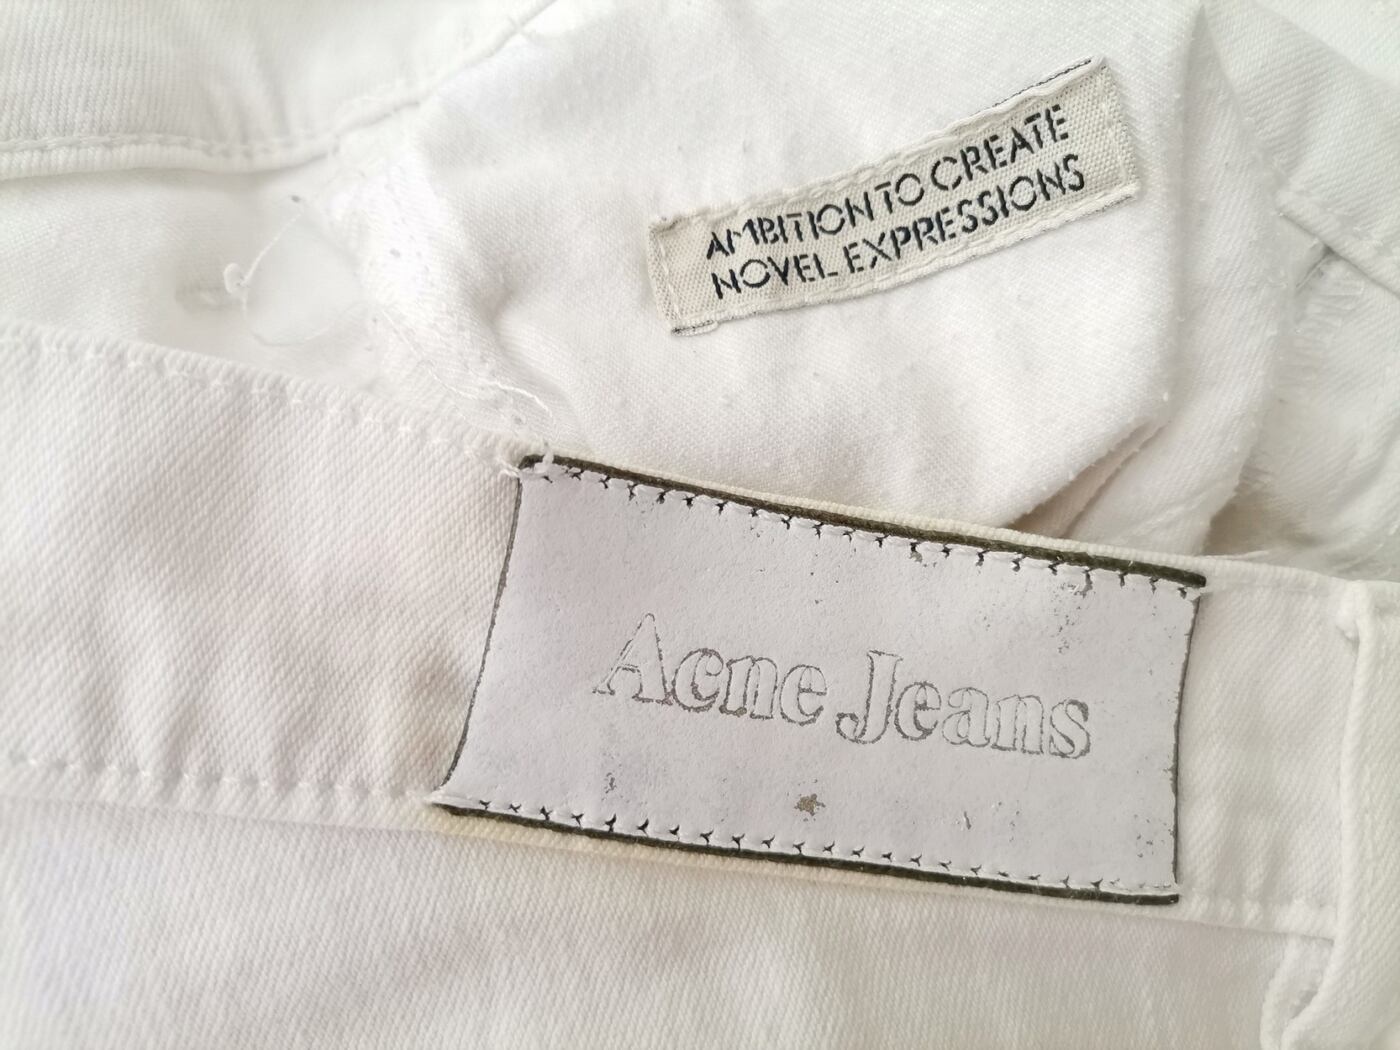 AMBITION TO CREATE
NOVEL EXPRESSIONS
Acne Jeans